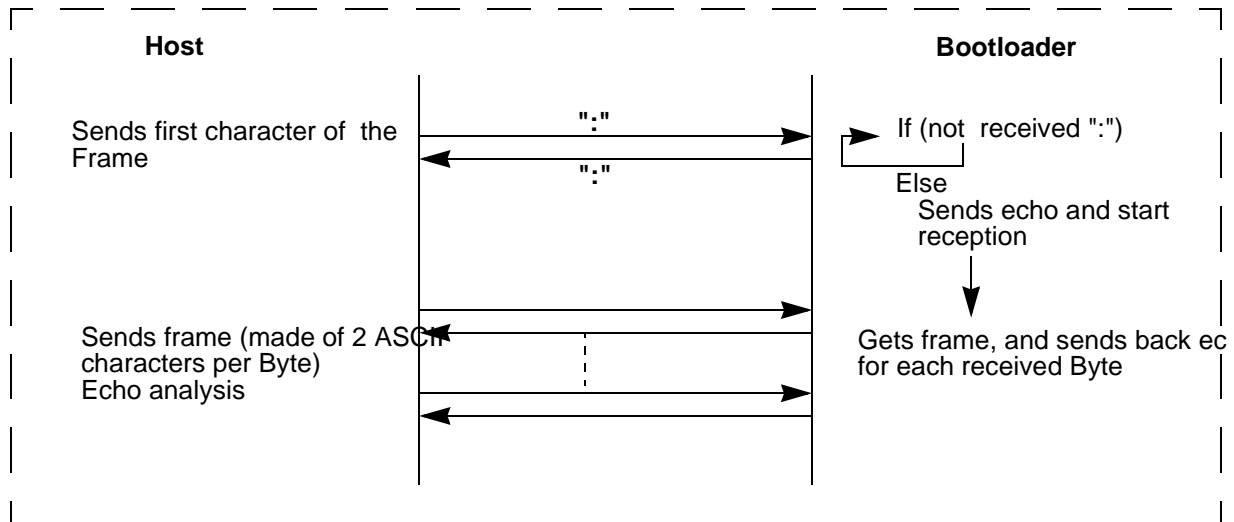 Host
Bootloader
Sends first character of the
Frame
":"
":"
If (not received ":")
Else
Sends echo and start
reception
Sends frame (made of 2 ASCII
characters per Byte)
Echo analysis
Gets frame, and sends back ec
for each received Byte